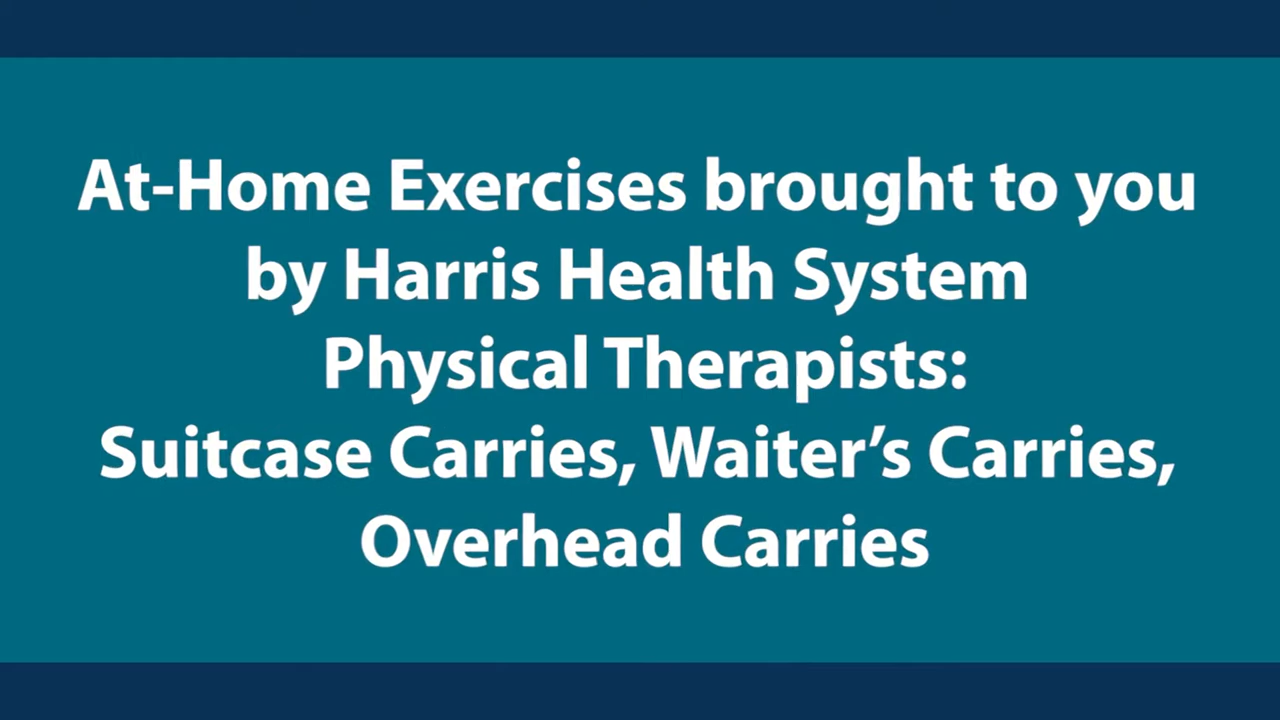 At-Home Exercises brought to you
by Harris Health System
Physical Therapists:
Suitcase Carries, Waiter’s Carries,
Overhead Carries